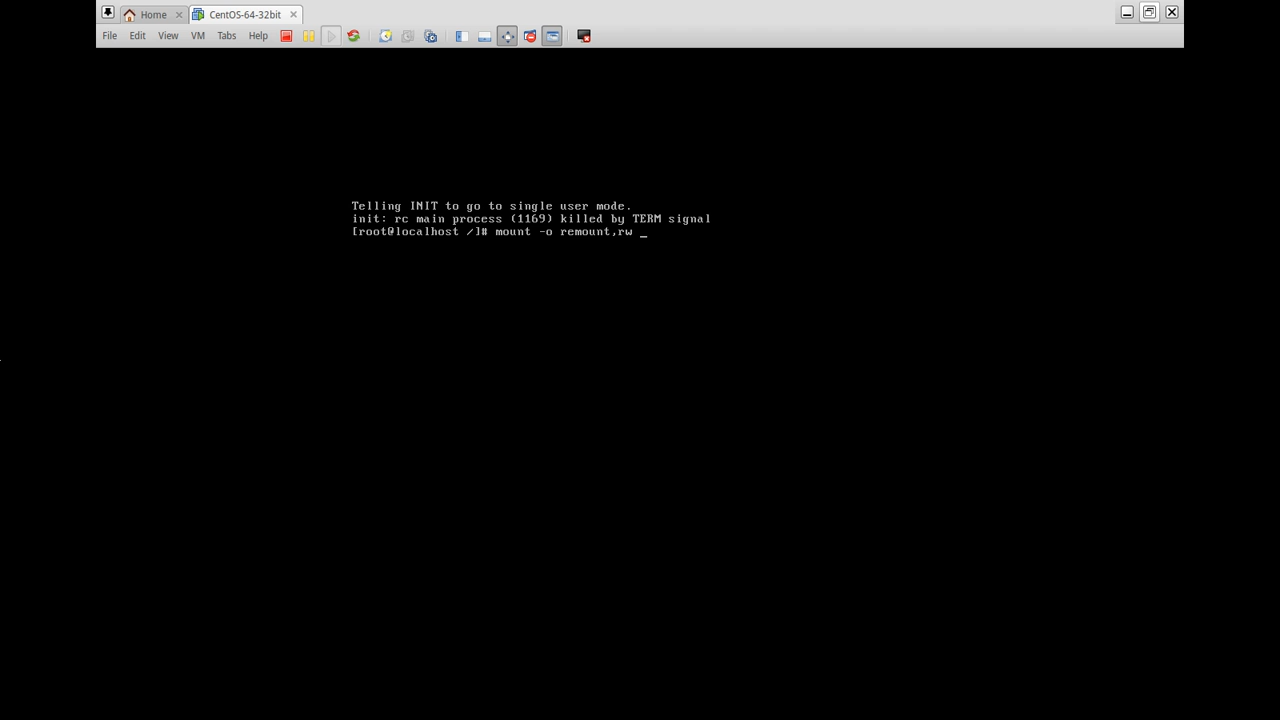 Home
CentOS-64-32bit
File Edit View VM Tabs Help
Telling INIT to go to single user mode.
init: rc main process (1169) killed by TERM signal
[root@localhost /]# mount -o remount,rw _